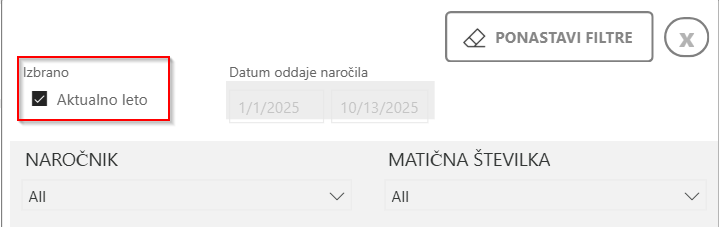 PONASTAVI FILTRE
x
Izbrano
Aktualno leto
Datum oddaje naročila
1/1/2025
10/13/2025
NAROČNIK
MATIČNA ŠTEVILKA
All
All